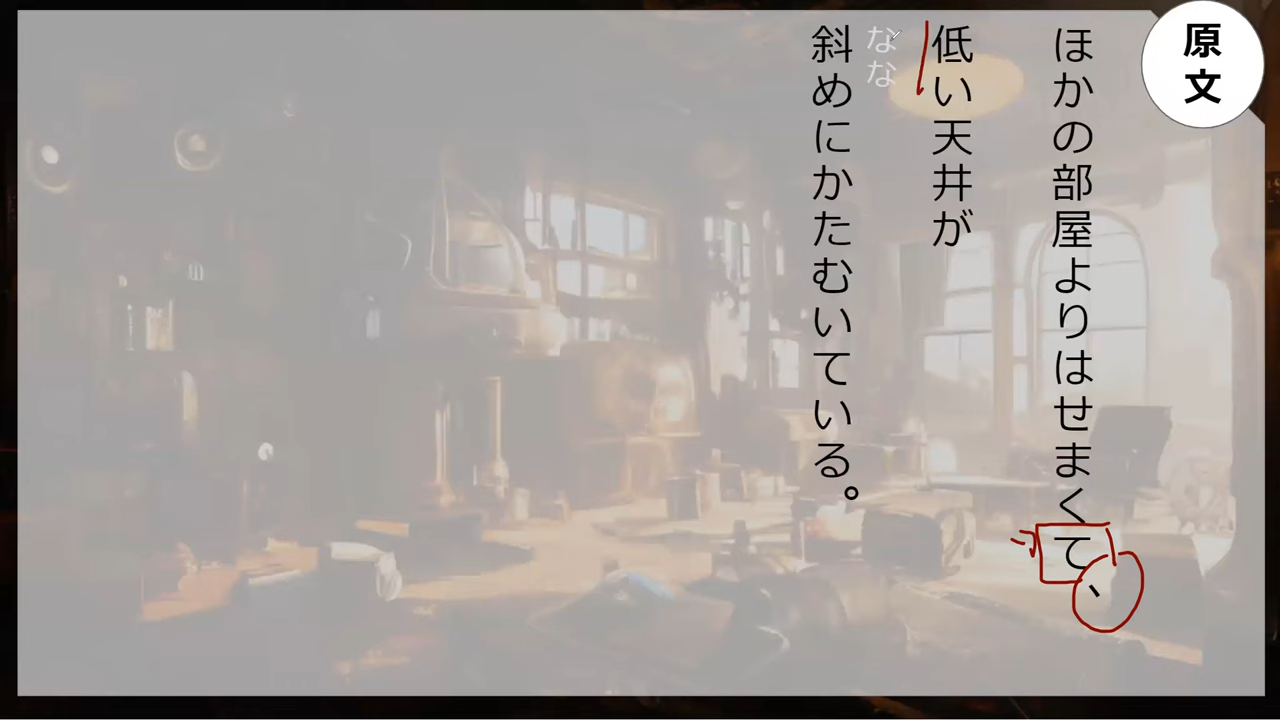 原文
ほかの部屋よりはせまくて、
低い天井が
なな
斜めにかたむいている。